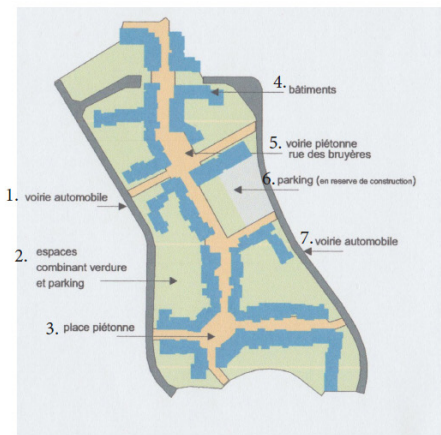 4. bâtiments
5. voirie piétonne
rue des bruyères
6. parking (en reserve de construction)
1. voirie automobile
7. voirie automobile
2. espaces
combinant verdure
et parking
3. place piétonne